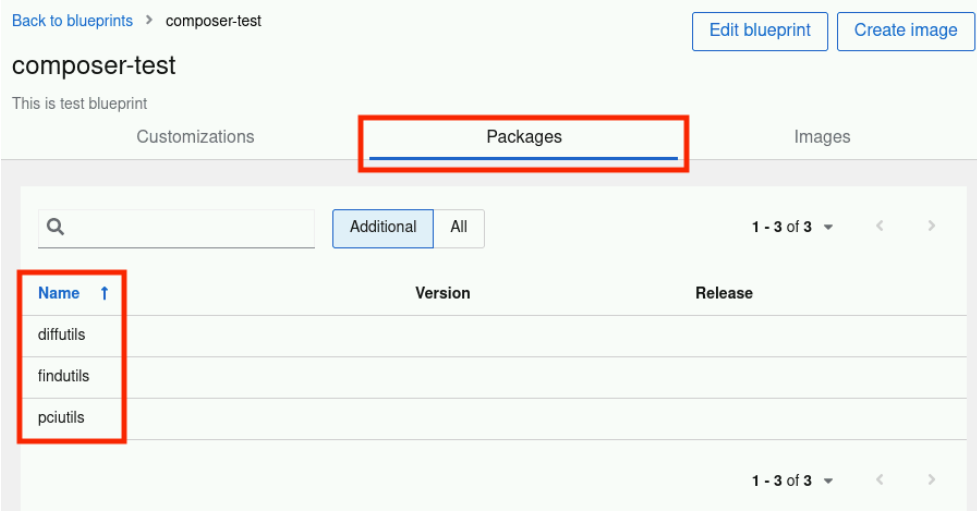 Back to blueprints > composer-test
Edit blueprint
Create image
composer-test
This is test blueprint
Customizations
Packages
Images
Additional
All
1 - 3 of 3
Name
Version
Release
diffutils
findutils
pciutils
1 - 3 of 3